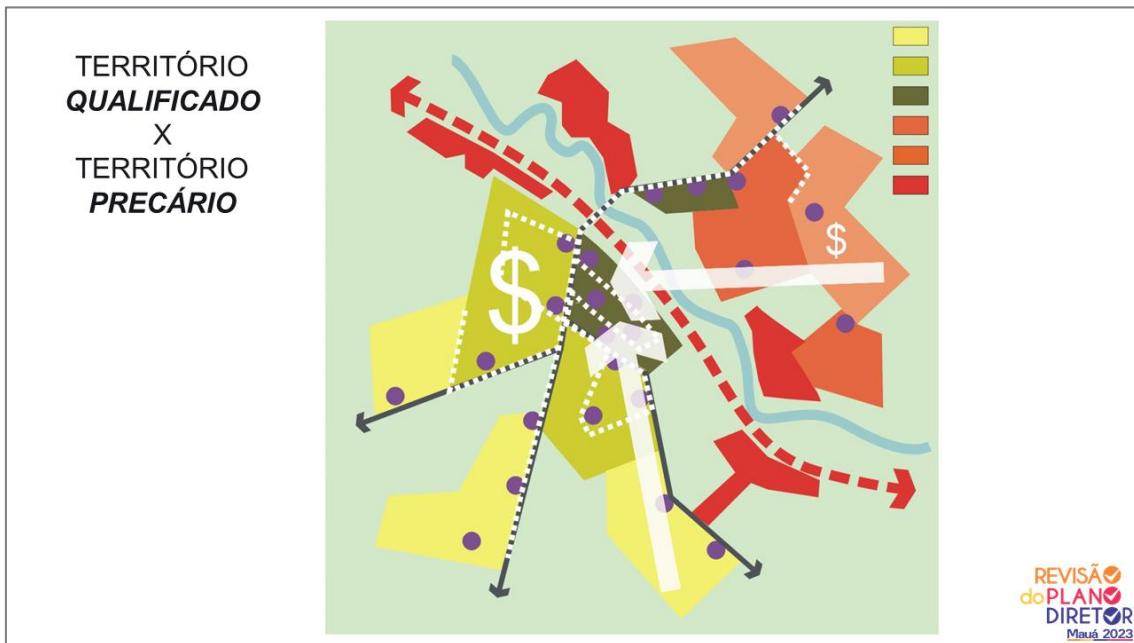 TERRITÓRIO
QUALIFICADO
X
TERRITÓRIO
PRECÁRIO
$
$
REVISÃO
do PLANO
DIRETOR
Mauá 2023